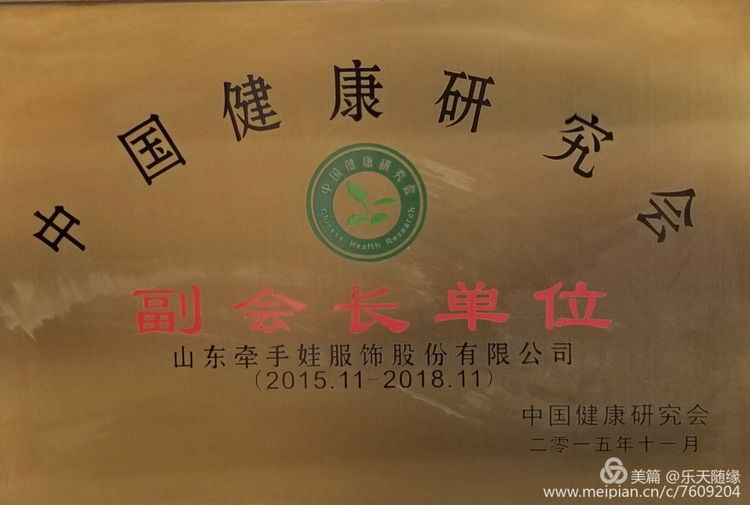 中国健康研究会
中国健康研究会
Chinese Health Research
副会长单位
山东牵手娃服饰股份有限公司
(2015.11-2018.11)
中国健康研究会
二零一五年十一月
美篇 @乐天随缘
www.meipian.cn/c/7609204